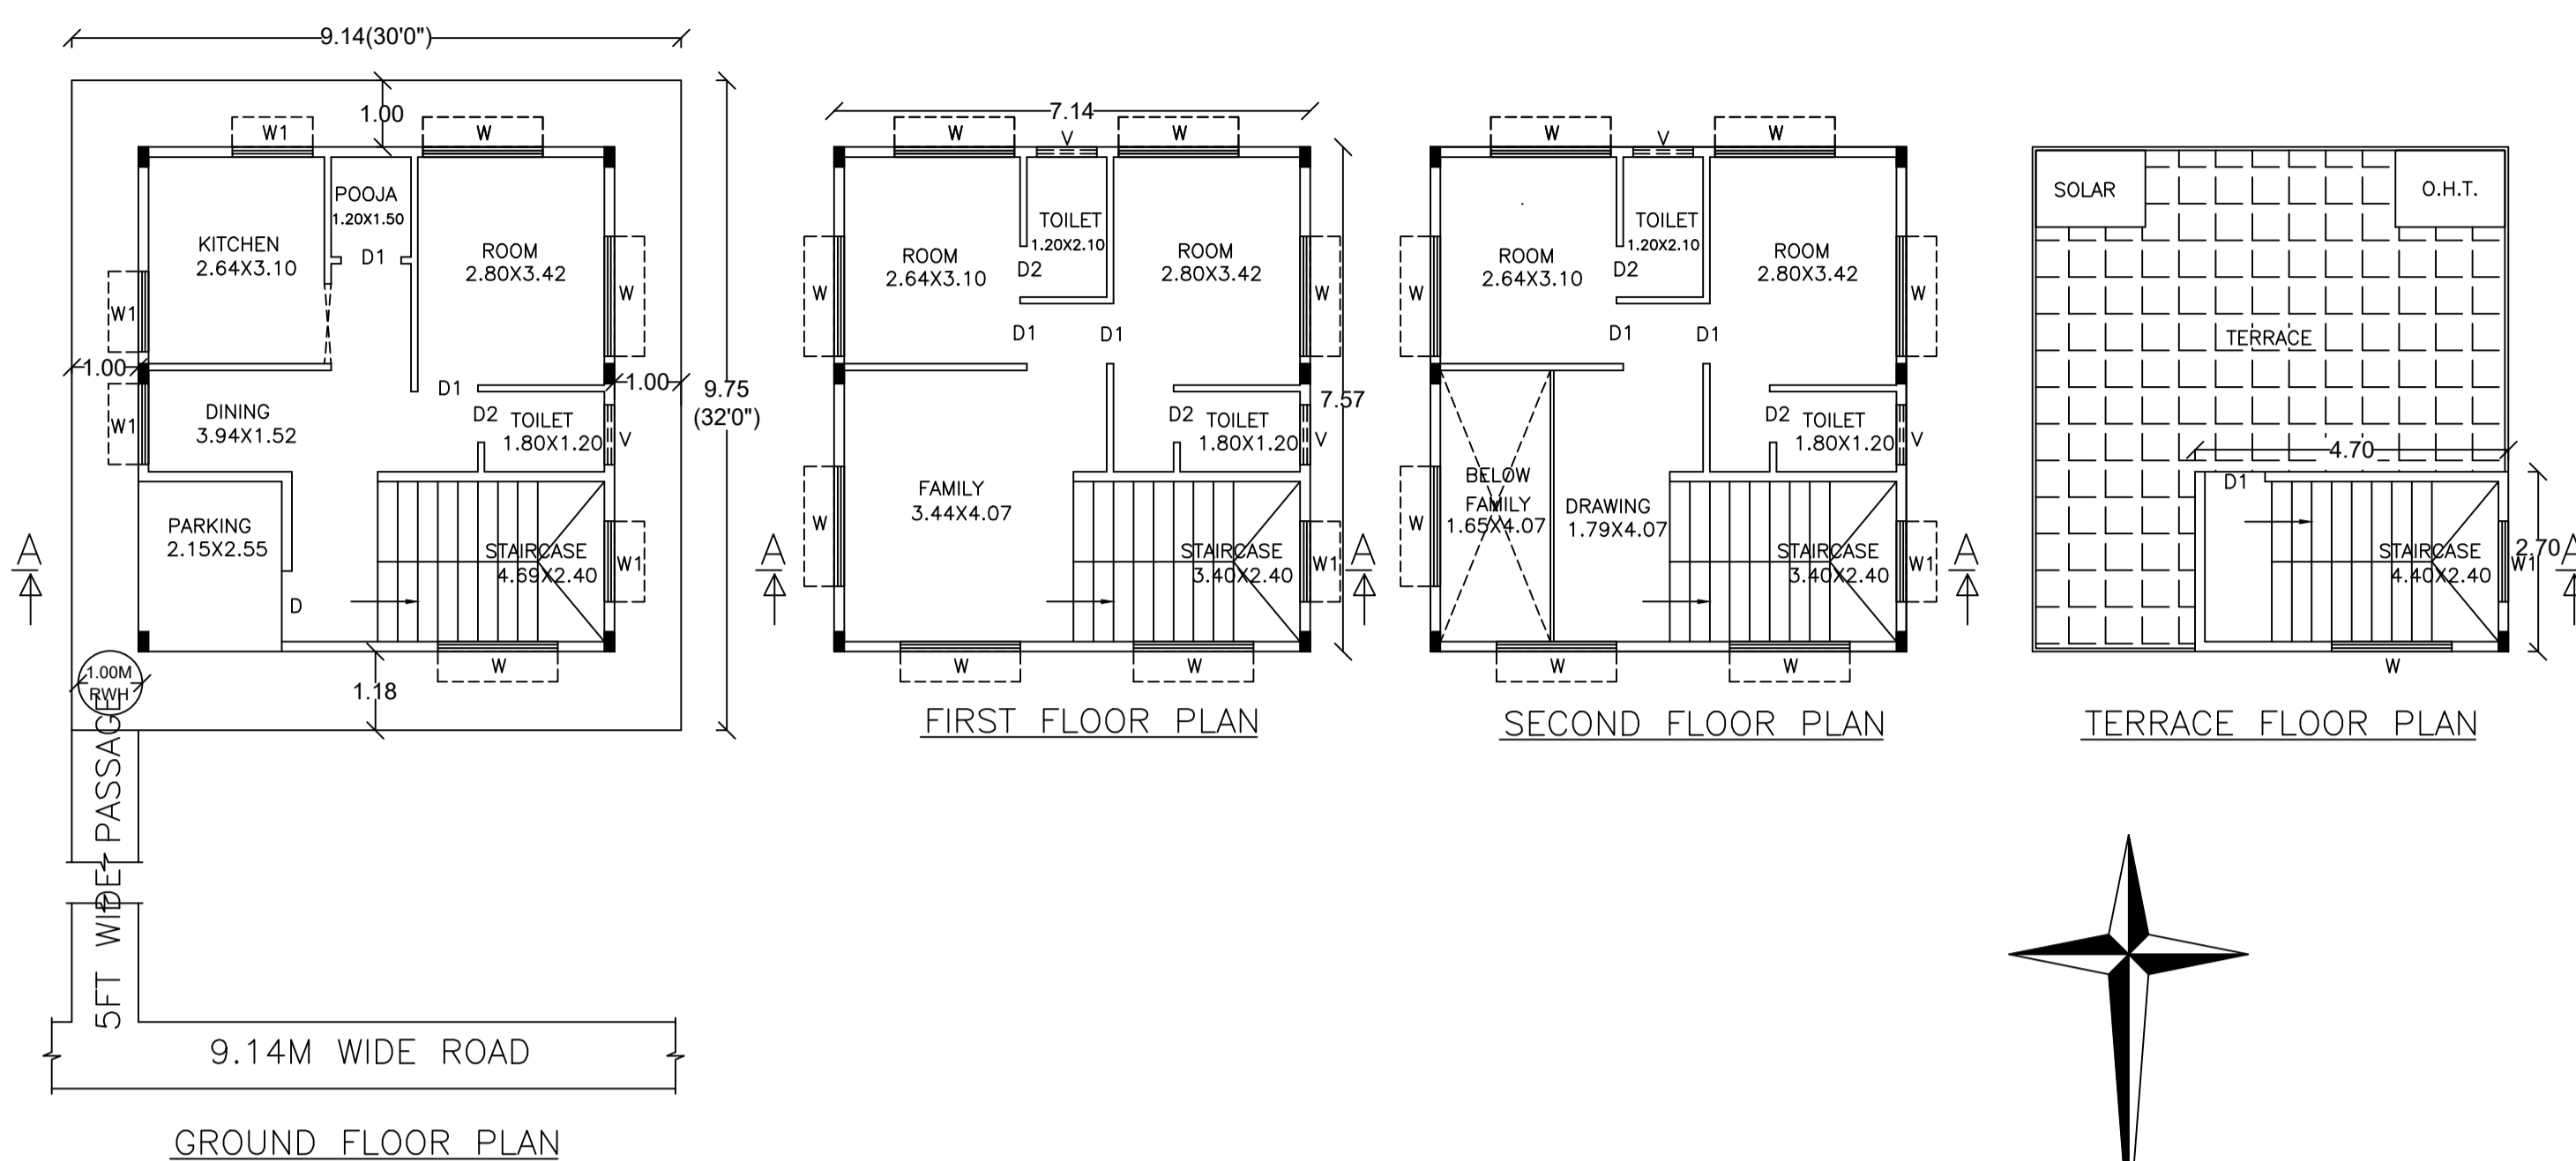 9.14(30'0")
1.00
W1
W
POOJA
1.20X1.50
D1
KITCHEN
2.64X3.10
ROOM
2.80X3.42
W
W1
1.00
1.00
9.75
(32'0")
D1
W1
DINING
3.94X1.52
D2
TOILET
1.80X1.20
V
PARKING
2.15X2.55
STAIRCASE
4.69X2.40
W1
A
D
W
1.00M
RWH
1.18
5FT WIDE PASSAGE
9.14M WIDE ROAD
GROUND FLOOR PLAN
7.14
W
V
W
TOILET
1.20X2.10
ROOM
2.64X3.10
D2
ROOM
2.80X3.42
W
W
D1
D1
7.57
D2
TOILET
1.80X1.20
V
FAMILY
3.44X4.07
W
STAIRCASE
3.40X2.40
W1
A
W
W
FIRST FLOOR PLAN
W
V
W
TOILET
1.20X2.10
ROOM
2.64X3.10
D2
ROOM
2.80X3.42
W
W
D1
D1
D2
TOILET
1.80X1.20
V
BELOW
FAMILY
1.65X4.07
DRAWING
1.79X4.07
W
STAIRCASE
3.40X2.40
W1
A
W
W
SECOND FLOOR PLAN
SOLAR
O.H.T.
TERRACE
4.70
D1
STAIRCASE
4.40X2.40
2.70
W1
A
A
W
TERRACE FLOOR PLAN